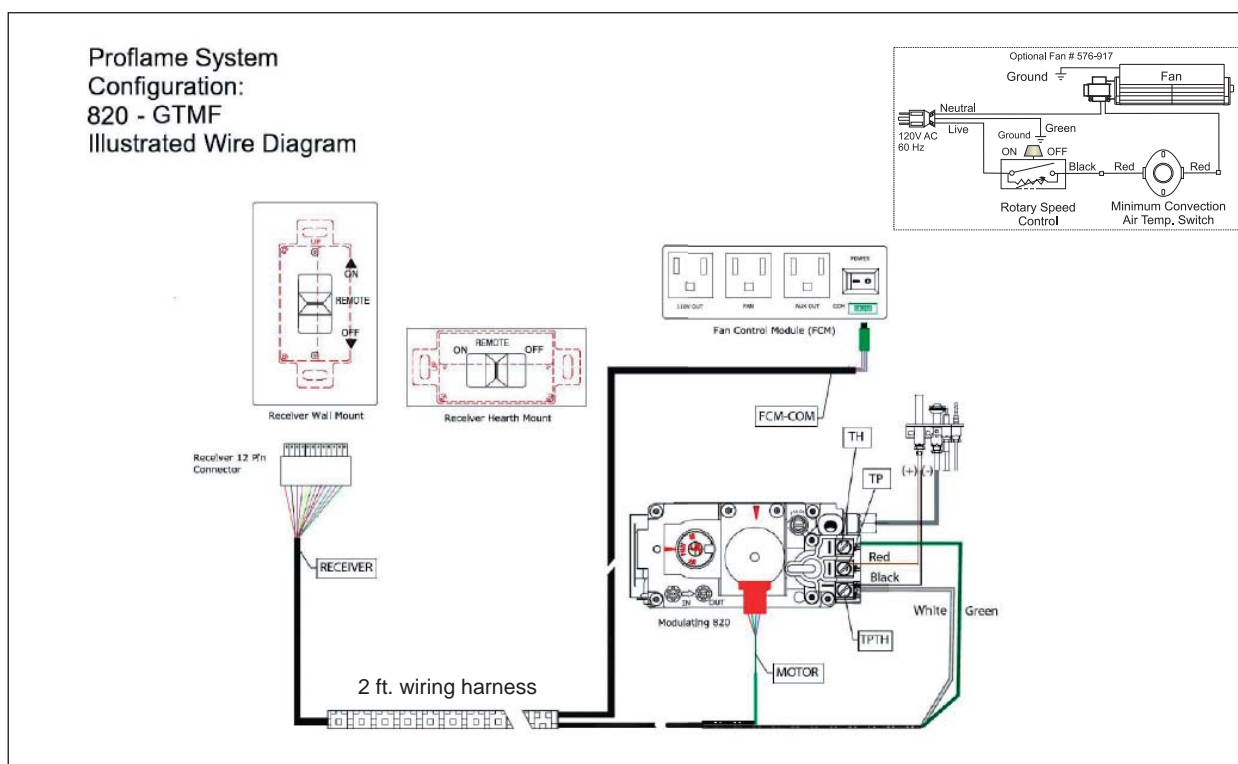 Proflame System
Configuration:
820 - GTMF
Illustrated Wire Diagram
Optional Fan # 576-917
Ground
Fan
Neutral
Live
Green
120V AC
60 Hz
Ground
ON
OFF
Black
Red
Red
Rotary Speed
Control
Minimum Convection
Air Temp. Switch
UP
ON
REMOTE
OFF
Receiver Wall Mount
UP
ON
REMOTE
OFF
Receiver Hearth Mount
POWER
110V OUT
FAN
AUX OUT
COM
Fan Control Module (FCM)
FCM-COM
Receiver 12 Pin
Connector
RECEIVER
TH
TP
(+)
(-)
Red
Black
White
Green
IN
OUT
Modulating 820
TPTH
MOTOR
2 ft. wiring harness